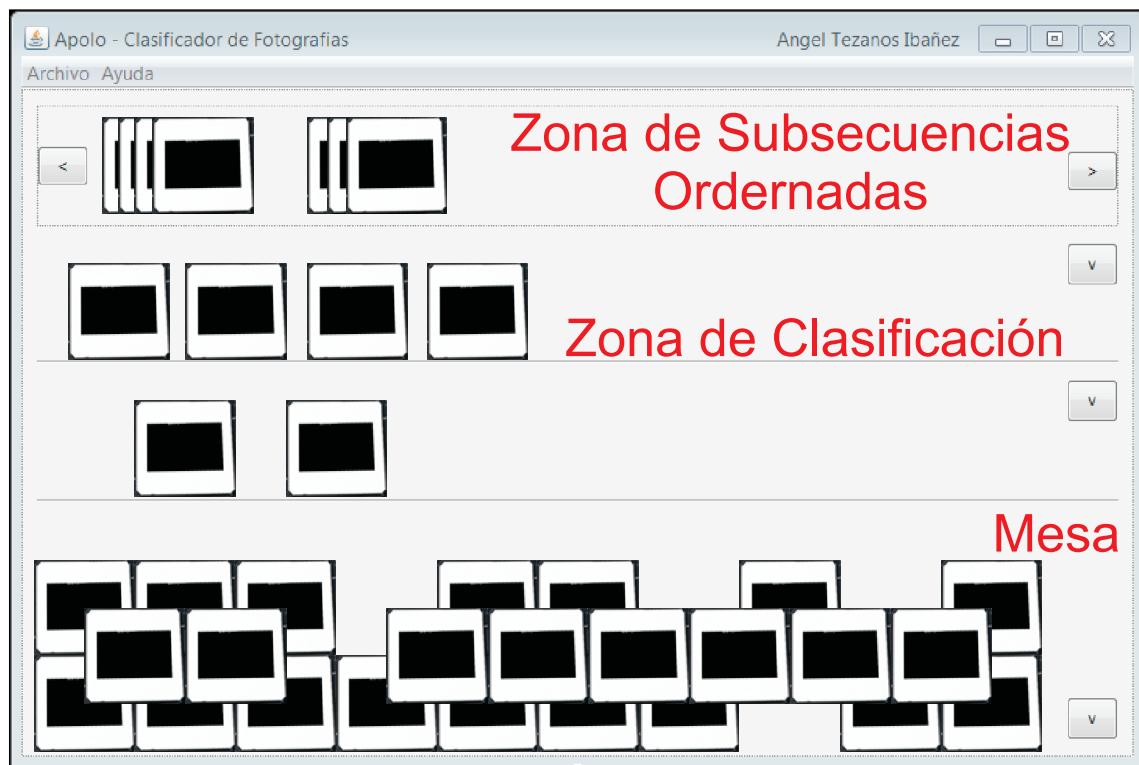 Apolo - Clasificador de Fotografias
Angel Tezanos Ibañez
Archivo Ayuda
Zona de Subsecuencias
Ordernadas
<
>
v
Zona de Clasificación
v
Mesa
v